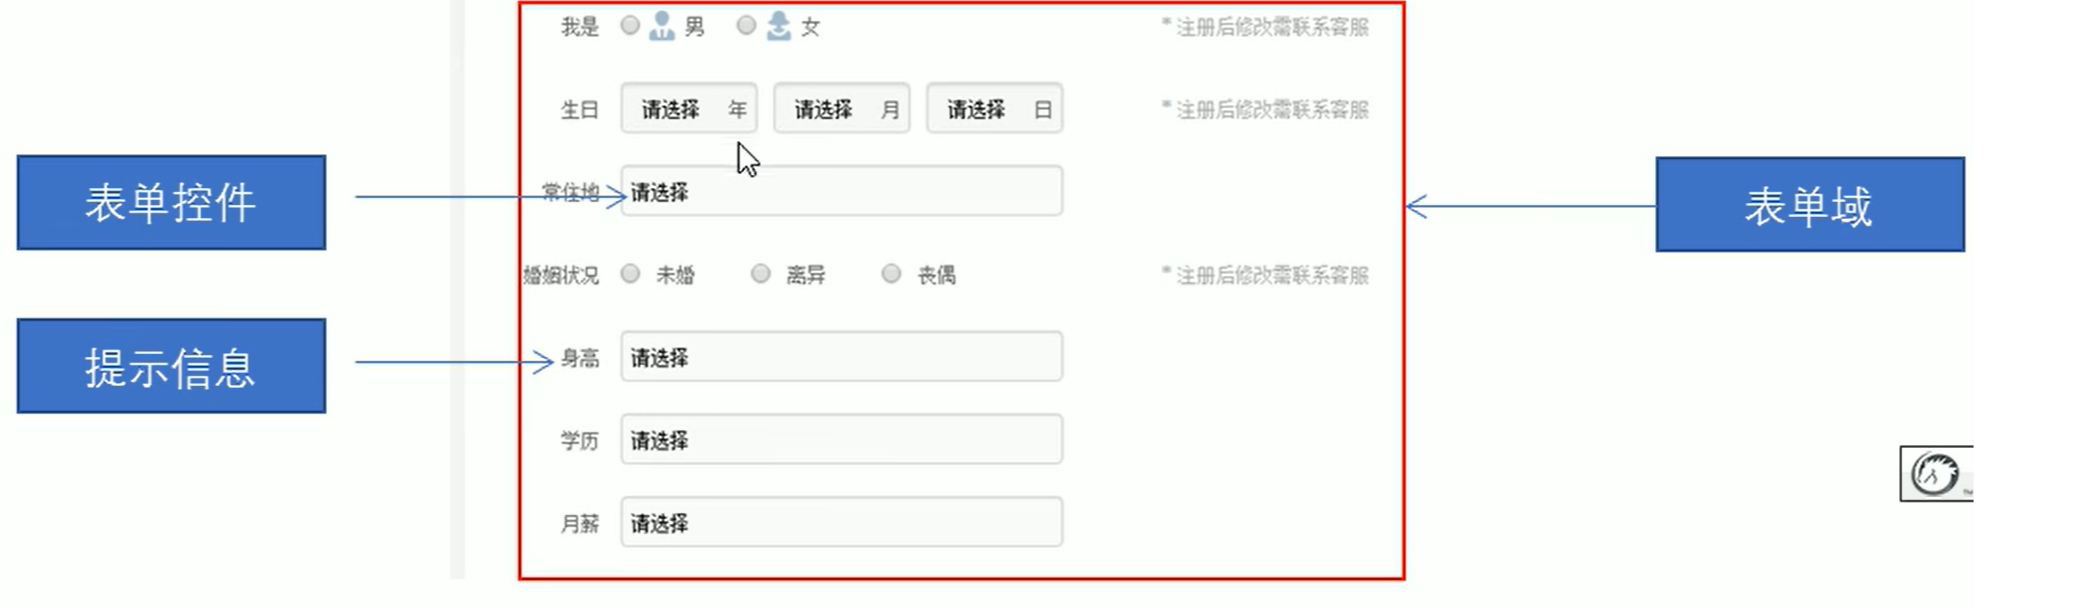 我是 男 女 * 注册后修改需联系客服
生日 请选择 年 请选择 月 请选择 日 * 注册后修改需联系客服
表单控件
常住地 请选择
表单域
婚姻状况 未婚 离异 丧偶 * 注册后修改需联系客服
提示信息
身高 请选择
学历 请选择
月薪 请选择